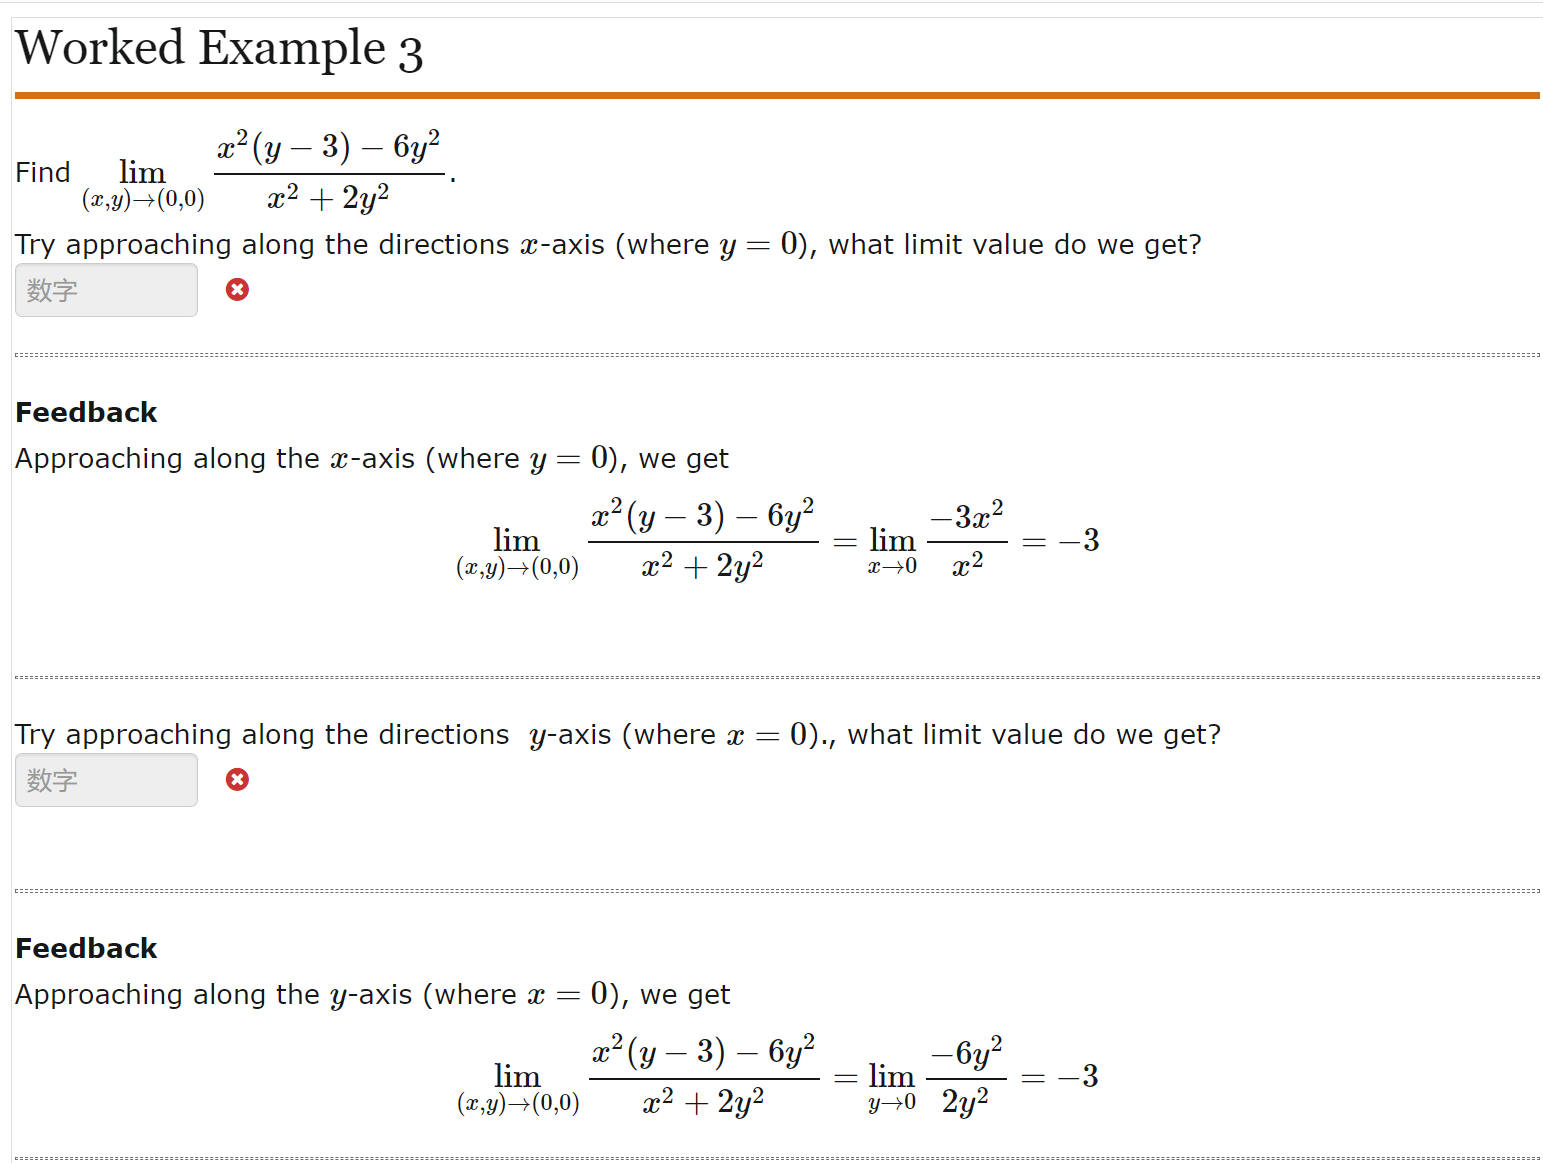 Worked Example 3
Find lim_{(x,y)→(0,0)} \frac{x^2(y − 3) − 6y^2}{x^2 + 2y^2}.
Try approaching along the directions x-axis (where y = 0), what limit value do we get?
数字
Feedback
Approaching along the x-axis (where y = 0), we get
lim_{(x,y)→(0,0)} \frac{x^2(y − 3) − 6y^2}{x^2 + 2y^2} = lim_{x→0} \frac{−3x^2}{x^2} = −3
Try approaching along the directions y-axis (where x = 0)., what limit value do we get?
数字
Feedback
Approaching along the y-axis (where x = 0), we get
lim_{(x,y)→(0,0)} \frac{x^2(y − 3) − 6y^2}{x^2 + 2y^2} = lim_{y→0} \frac{−6y^2}{2y^2} = −3